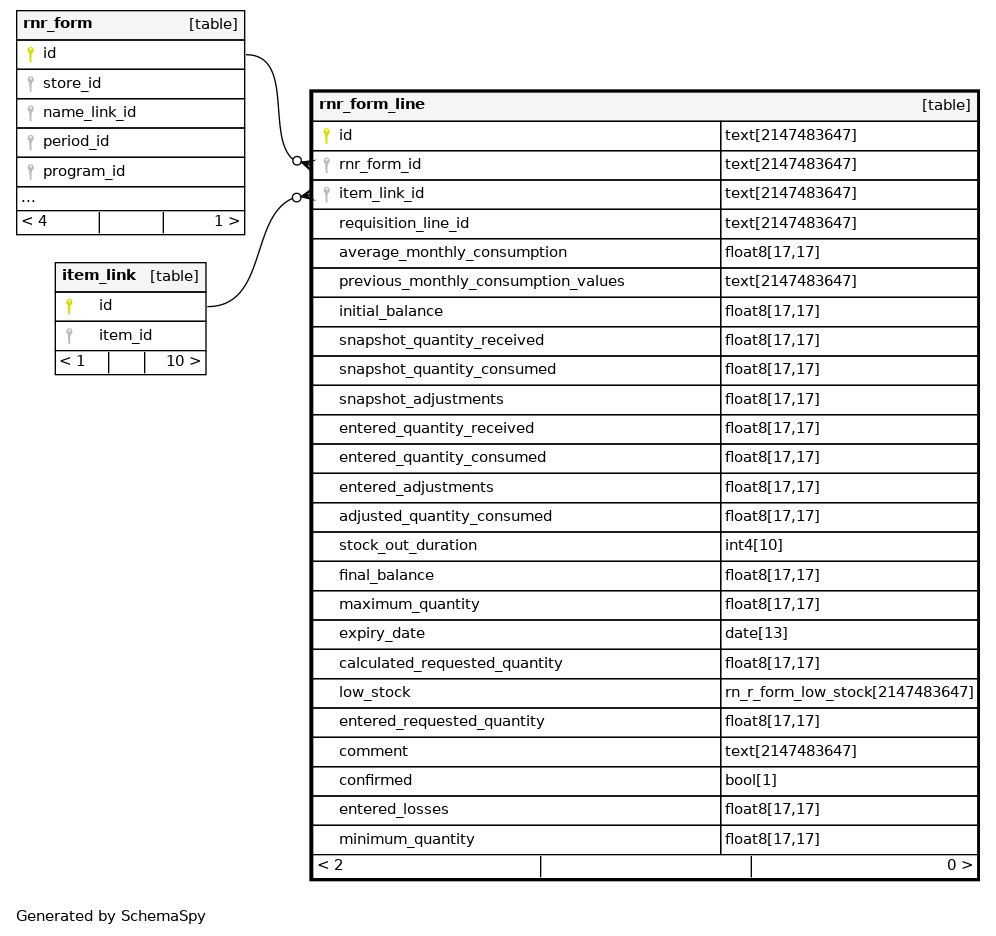 rnr_form [table]
id
store_id
name_link_id
period_id
program_id
...
< 4 1 >
item_link [table]
id
item_id
< 1 10 >
rnr_form_line [table]
id text[2147483647]
rnr_form_id text[2147483647]
item_link_id text[2147483647]
requisition_line_id text[2147483647]
average_monthly_consumption float8[17,17]
previous_monthly_consumption_values text[2147483647]
initial_balance float8[17,17]
snapshot_quantity_received float8[17,17]
snapshot_quantity_consumed float8[17,17]
snapshot_adjustments float8[17,17]
entered_quantity_received float8[17,17]
entered_quantity_consumed float8[17,17]
entered_adjustments float8[17,17]
adjusted_quantity_consumed float8[17,17]
stock_out_duration int4[10]
final_balance float8[17,17]
maximum_quantity float8[17,17]
expiry_date date[13]
calculated_requested_quantity float8[17,17]
low_stock rn_r_form_low_stock[2147483647]
entered_requested_quantity float8[17,17]
comment text[2147483647]
confirmed bool[1]
entered_losses float8[17,17]
minimum_quantity float8[17,17]
< 2 0 >
Generated by SchemaSpy